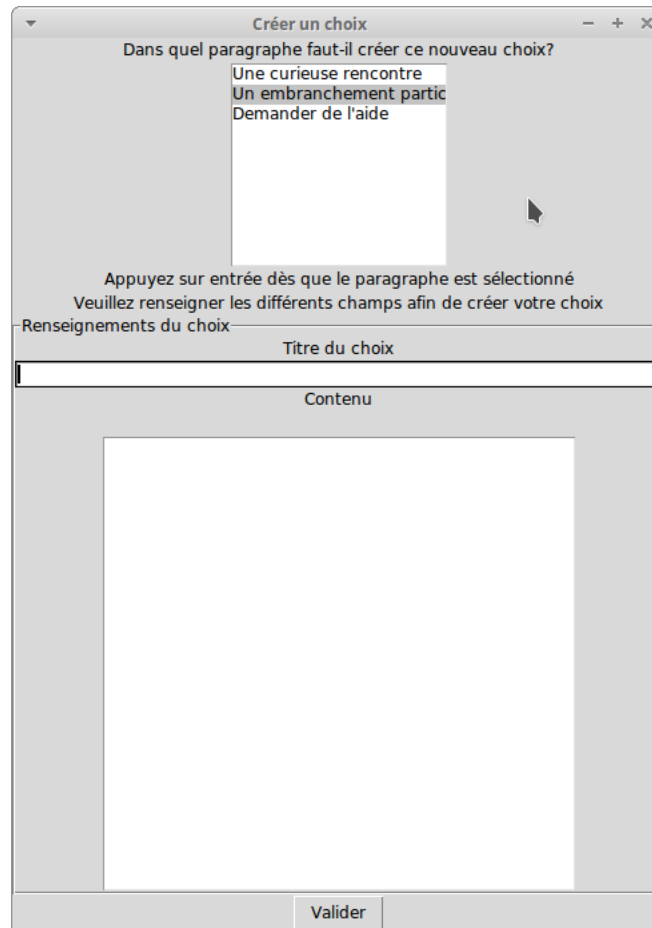 Créer un choix
Dans quel paragraphe faut-il créer ce nouveau choix?
Une curieuse rencontre
Un embranchement partic
Demander de l'aide
Appuyez sur entrée dès que le paragraphe est sélectionné
Veuillez renseigner les différents champs afin de créer votre choix
Renseignements du choix
Titre du choix
Contenu
Valider